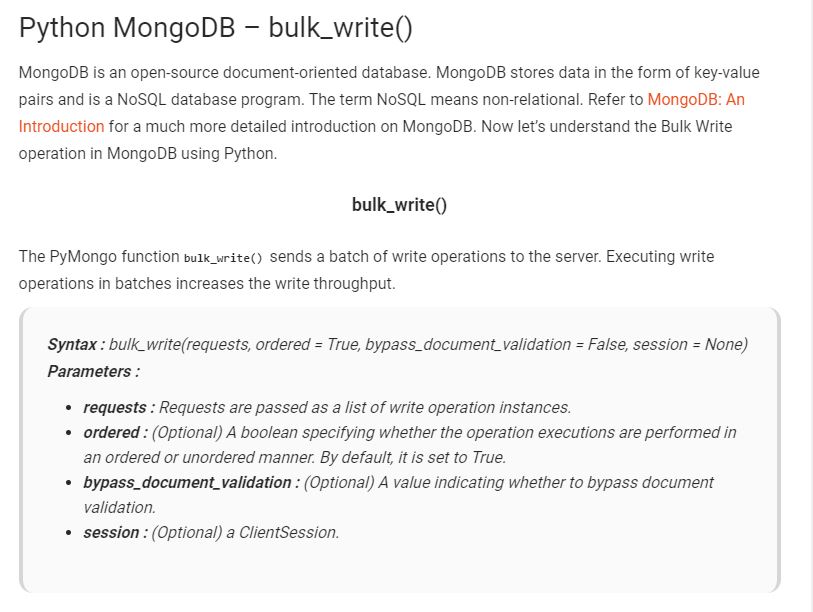 Python MongoDB – bulk_write()
MongoDB is an open-source document-oriented database. MongoDB stores data in the form of key-value
pairs and is a NoSQL database program. The term NoSQL means non-relational. Refer to MongoDB: An
Introduction for a much more detailed introduction on MongoDB. Now let's understand the Bulk Write
operation in MongoDB using Python.
bulk_write()
The PyMongo function bulk_write() sends a batch of write operations to the server. Executing write
operations in batches increases the write throughput.
Syntax : bulk_write(requests, ordered = True, bypass_document_validation = False, session = None)
Parameters :
• requests : Requests are passed as a list of write operation instances.
• ordered : (Optional) A boolean specifying whether the operation executions are performed in
an ordered or unordered manner. By default, it is set to True.
• bypass_document_validation : (Optional) A value indicating whether to bypass document
validation.
• session : (Optional) a ClientSession.